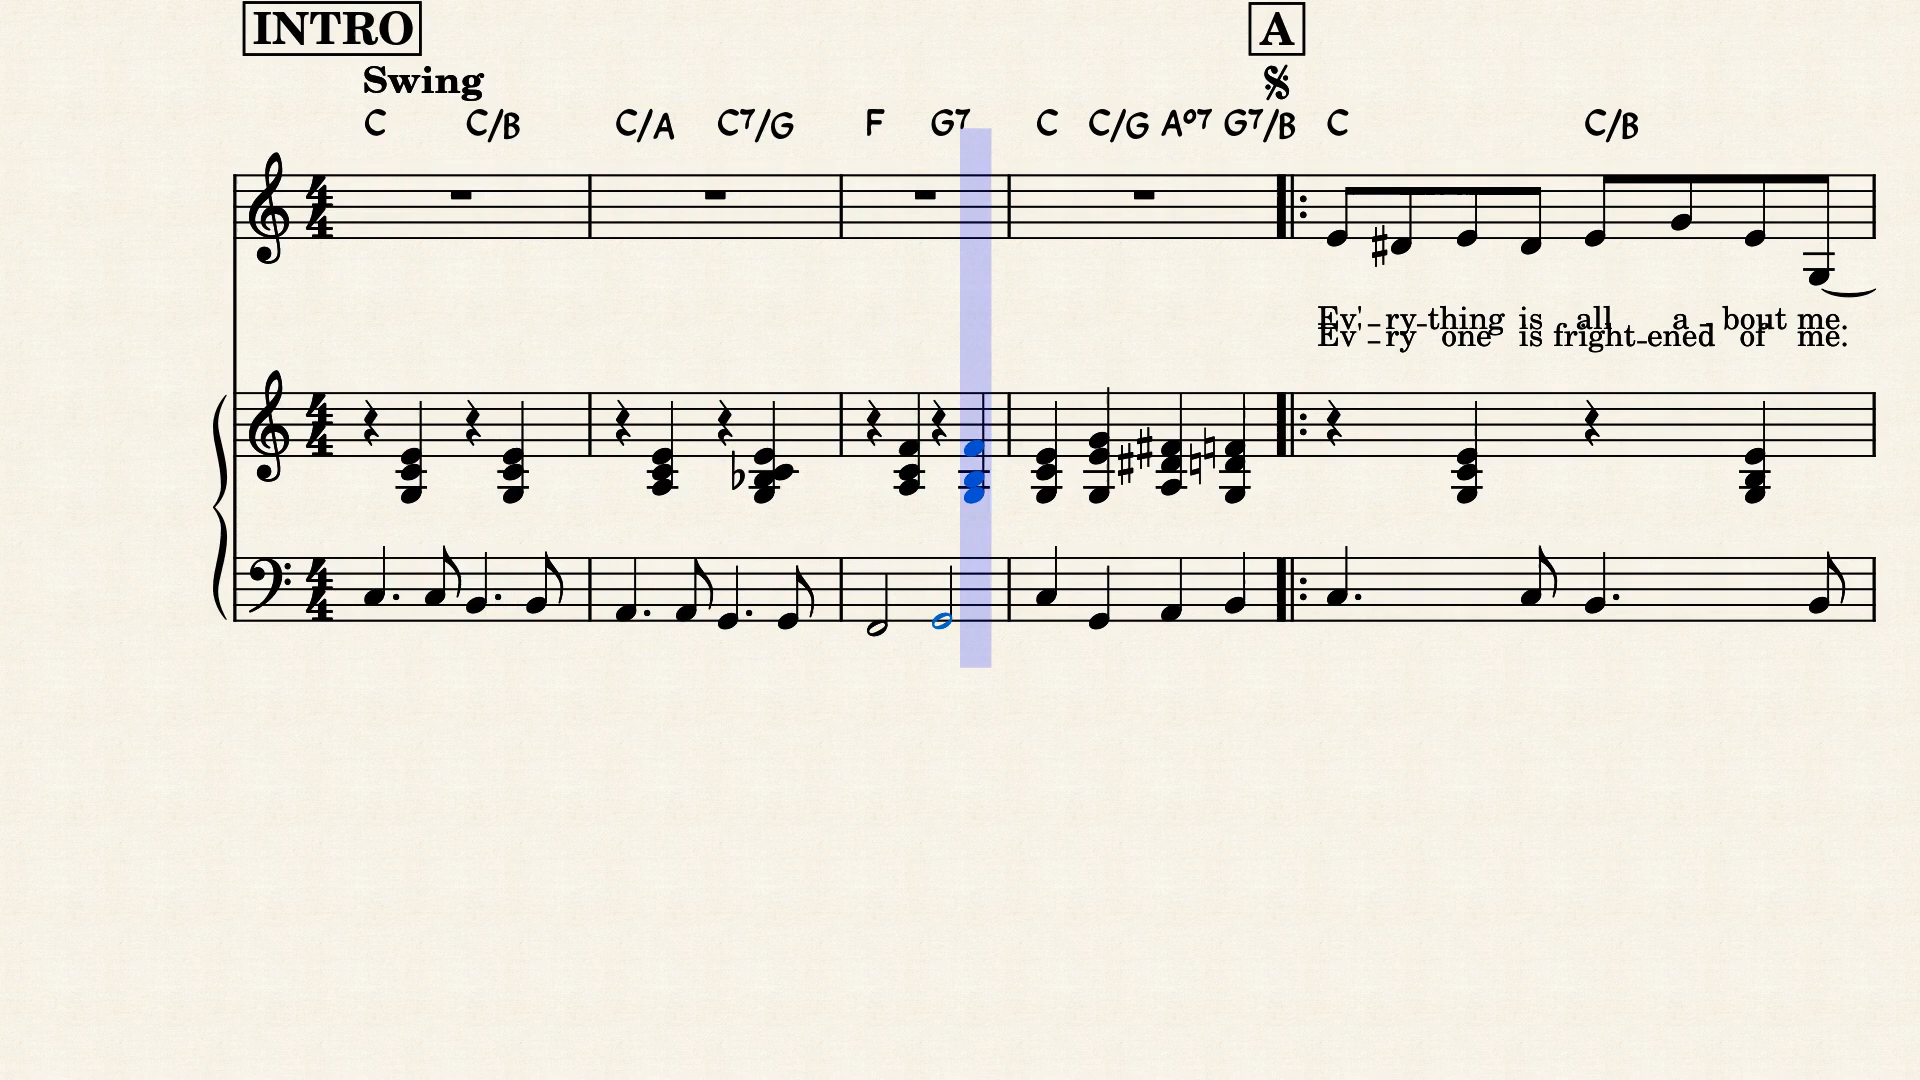 INTRO A
Swing
C C/B C/A C7/G F G7 C C/G Ao7 G7/B C C/B
Ev'-ry-thing is all a-bout me.
Ev'-ry one is fright-ened of me.